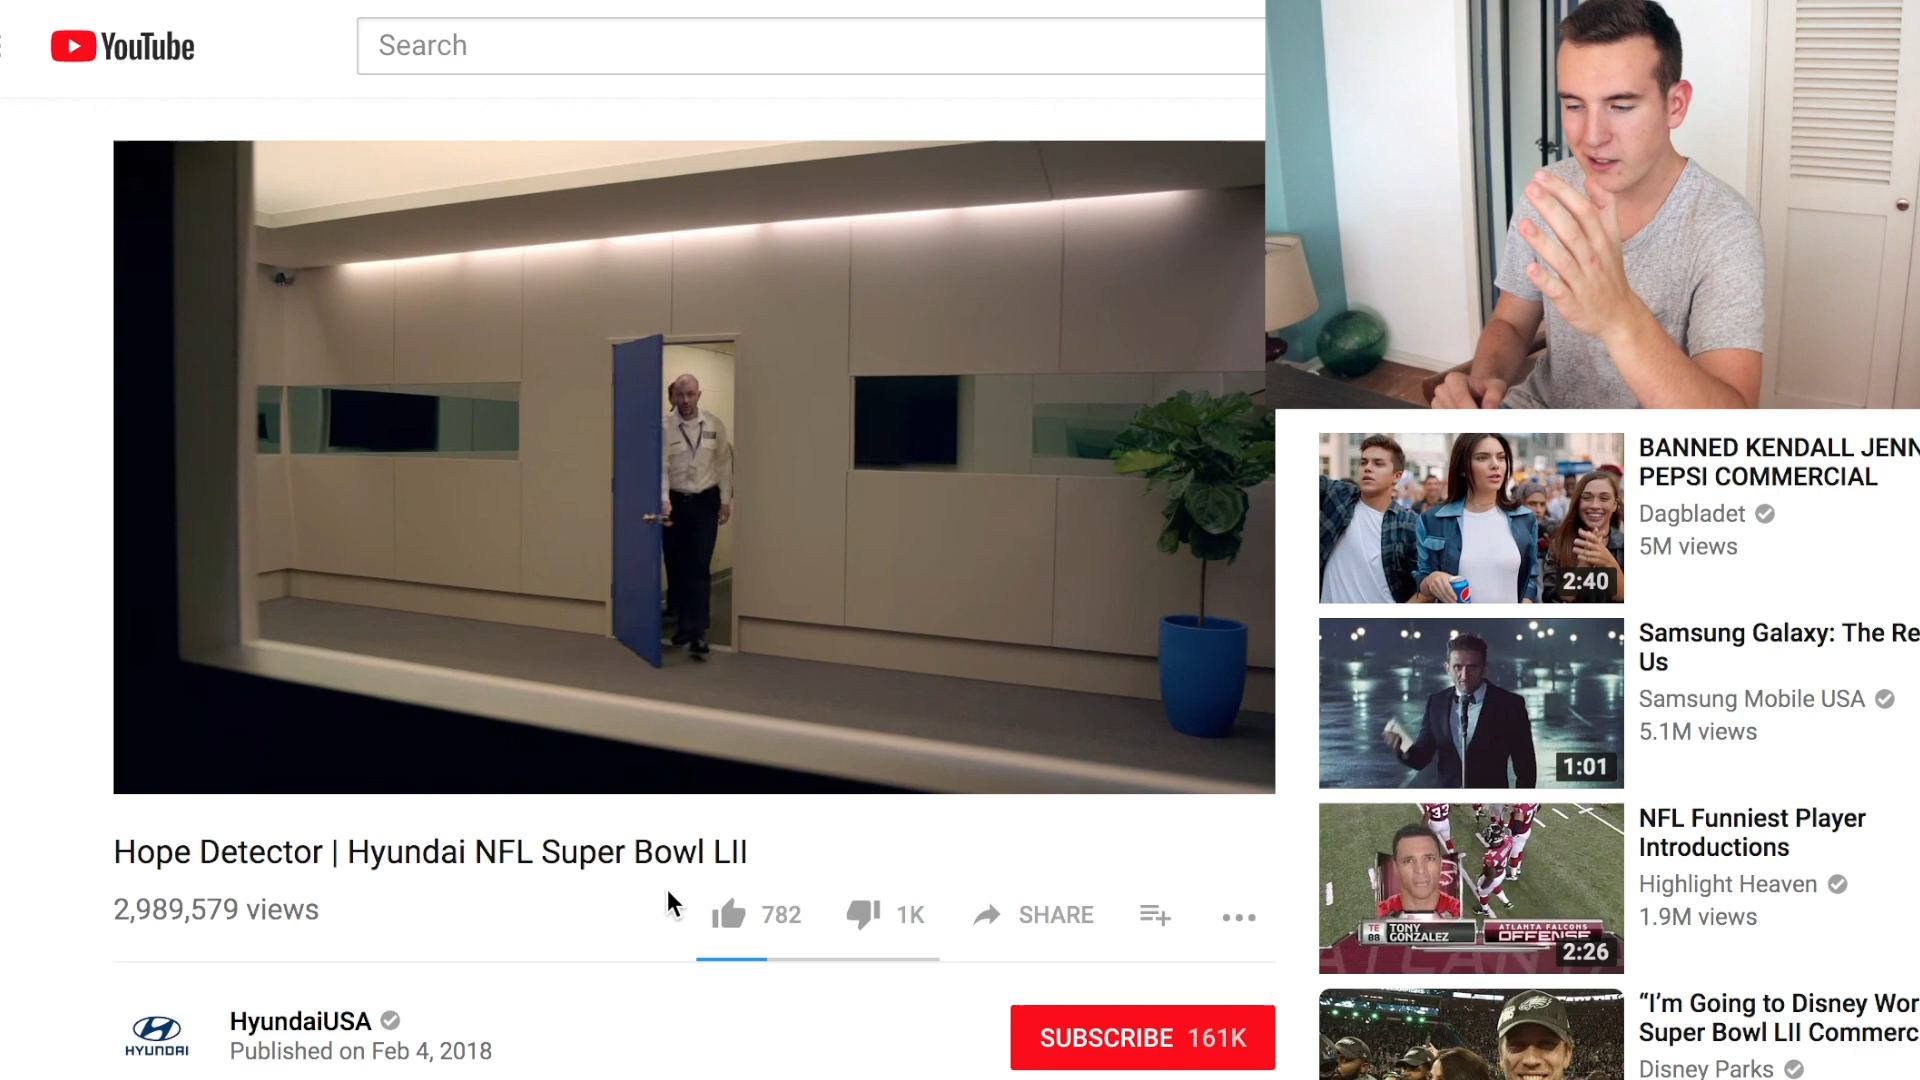 YouTube
Search
Hope Detector | Hyundai NFL Super Bowl LII
2,989,579 views
782
1K
SHARE
HYUNDAI
HyundaiUSA
Published on Feb 4, 2018
SUBSCRIBE 161K
BANNED KENDALL JENN
PEPSI COMMERCIAL
Dagbladet
5M views
2:40
Samsung Galaxy: The Re
Us
Samsung Mobile USA
5.1M views
1:01
NFL Funniest Player
Introductions
Highlight Heaven
1.9M views
33
TE
88
TONY
GONZALEZ
ATLANTA FALCONS
OFFENSE
2:26
“I’m Going to Disney Wor
Super Bowl LII Commerc
Disney Parks